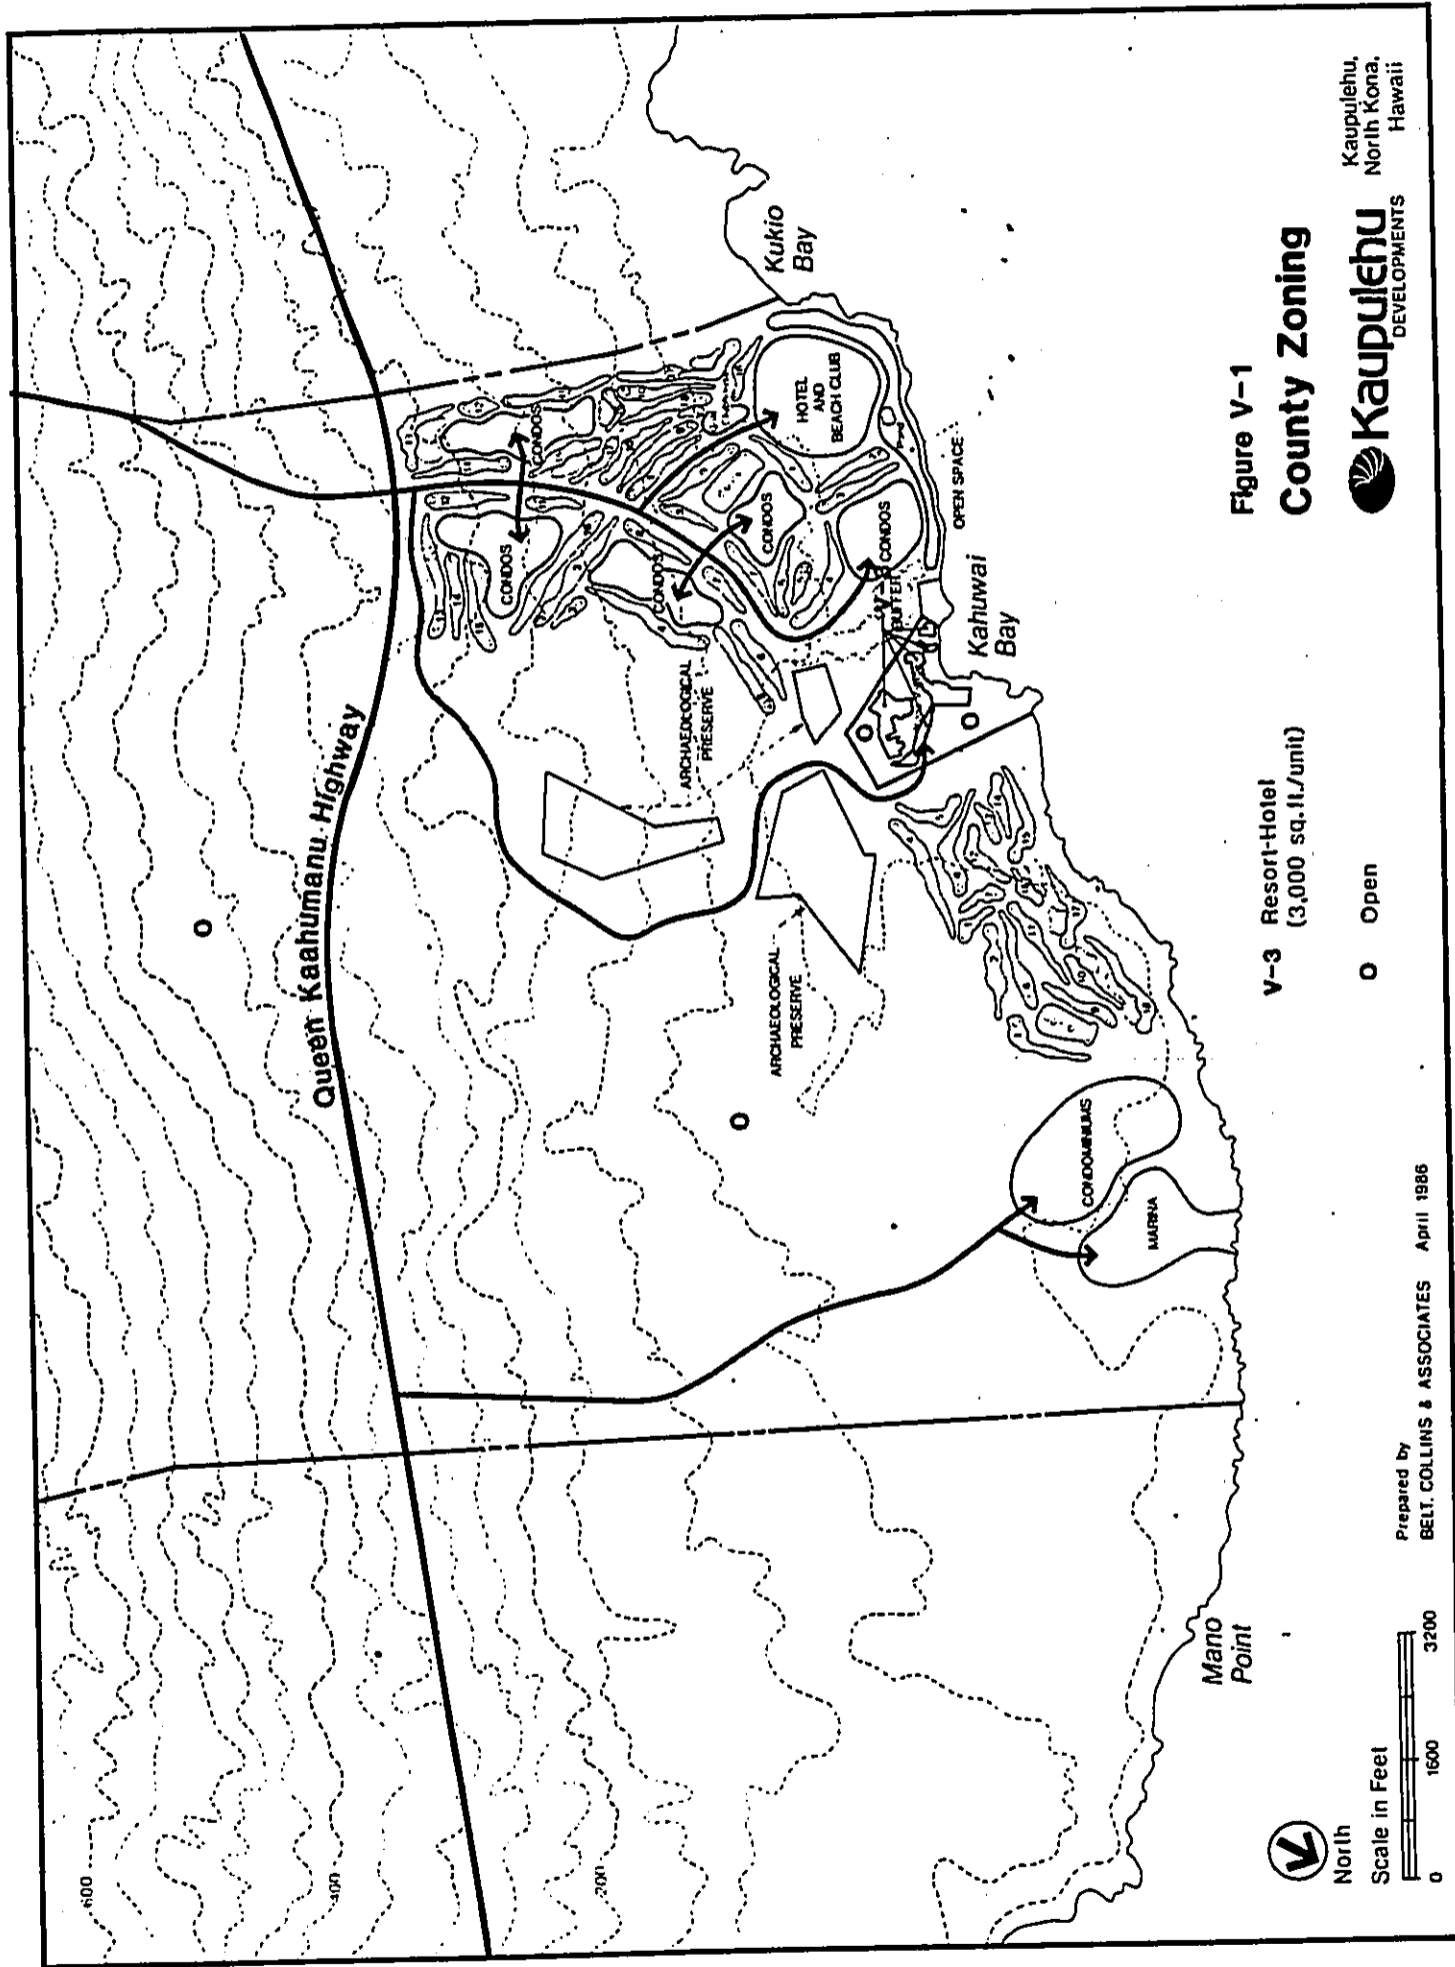 600
400
200
Queen Kaahumanu Highway
O
O
CONDOS
CONDOS
CONDOS
CONDOS
CONDOS
HOTEL
AND
BEACH CLUB
Kukio
Bay
OPEN SPACE
BUFFER
Kahuwai
Bay
ARCHAEOLOGICAL
PRESERVE
ARCHAEOLOGICAL
PRESERVE
O
O
CONDOMINIUMS
MARINA
Mano
Point
North
Scale in Feet
0 1600 3200
Prepared by
BELT, COLLINS & ASSOCIATES April 1986
V-3 Resort-Hotel
(3,000 sq.ft./unit)
O Open
Figure V-1
County Zoning
Kaupulehu
DEVELOPMENTS
Kaupulehu,
North Kona,
Hawaii